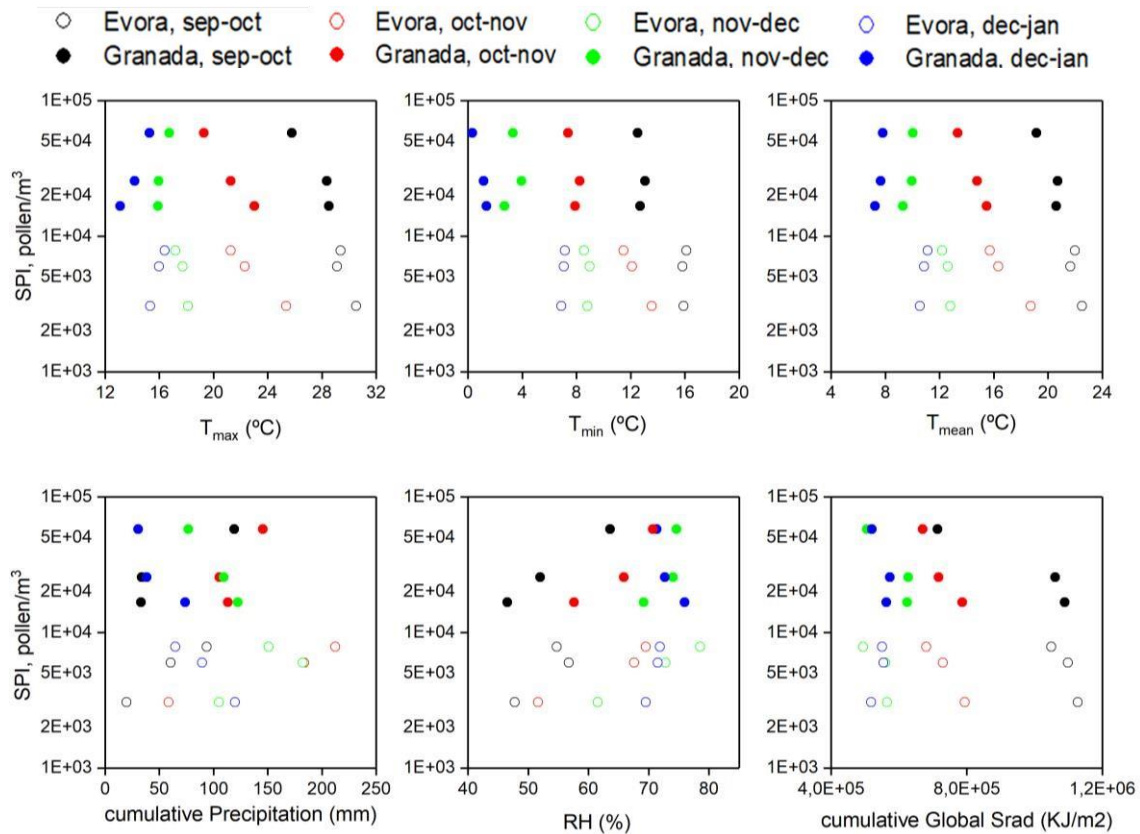 Evora, sep-oct Evora, oct-nov Evora, nov-dec Evora, dec-jan
Granada, sep-oct Granada, oct-nov Granada, nov-dec Granada, dec-ian
1E+05
5E+04
2E+04
1E+04
5E+03
2E+03
1E+03
SPI, pollen/m³
12 16 20 24 28 32
Tmax (ºC)
1E+05
5E+04
2E+04
1E+04
5E+03
2E+03
1E+03
0 4 8 12 16 20
Tmin (ºC)
1E+05
5E+04
2E+04
1E+04
5E+03
2E+03
1E+03
4 8 12 16 20 24
Tmean (ºC)
1E+05
5E+04
2E+04
1E+04
5E+03
2E+03
1E+03
SPI, pollen/m³
0 50 100 150 200 250
cumulative Precipitation (mm)
1E+05
5E+04
2E+04
1E+04
5E+03
2E+03
1E+03
40 50 60 70 80
RH (%)
1E+05
5E+04
2E+04
1E+04
5E+03
2E+03
1E+03
4,0E+05 8,0E+05 1,2E+06
cumulative Global Srad (KJ/m2)